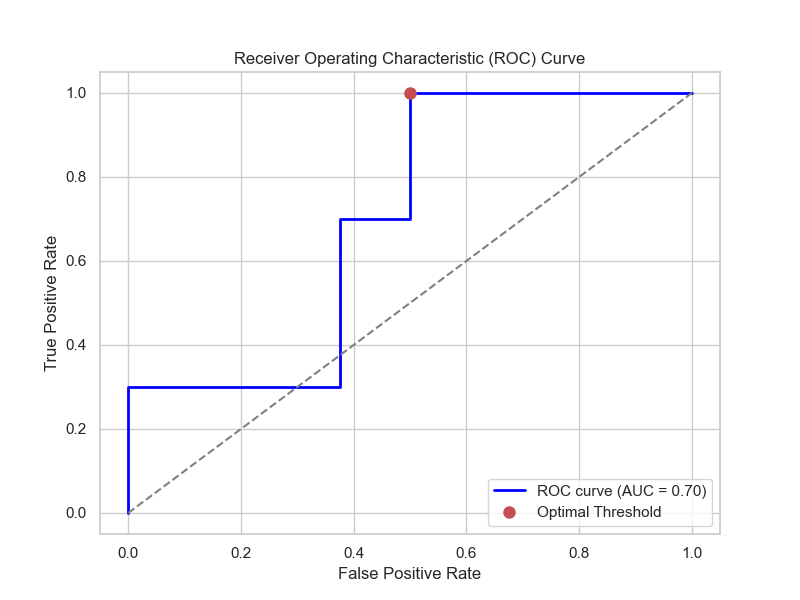 Receiver Operating Characteristic (ROC) Curve
1.0
0.8
0.6
0.4
0.2
0.0
True Positive Rate
0.0 0.2 0.4 0.6 0.8 1.0
False Positive Rate
ROC curve (AUC = 0.70)
Optimal Threshold